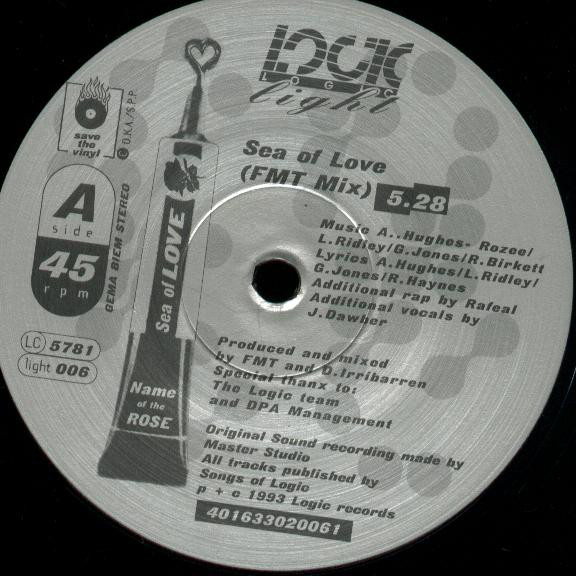 LOGIC
LOGIC
light
save
the
vinyl
© O.K.A/S.P.P.
Sea of Love
(FMT Mix) 5.28
A
side
45
rpm
GEMA BIEM STEREO
LC 5781
light 006
Sea of LOVE
Name
of the
ROSE
Music A..Hughes- Rozee/
L.Ridley/G.Jones/R.Birkett
Lyrics A.Hughes/L.Ridley/
G.Jones/R.Haynes
Additional rap by Rafeal
Additional vocals by
J.Dawber
Produced and mixed
by FMT and D.Irribarren
Special thanx to:
The Logic team
and DPA Management
Original Sound recording made by
Master Studio
All tracks published by
Songs of Logic
p + c 1993 Logic records
401633020061